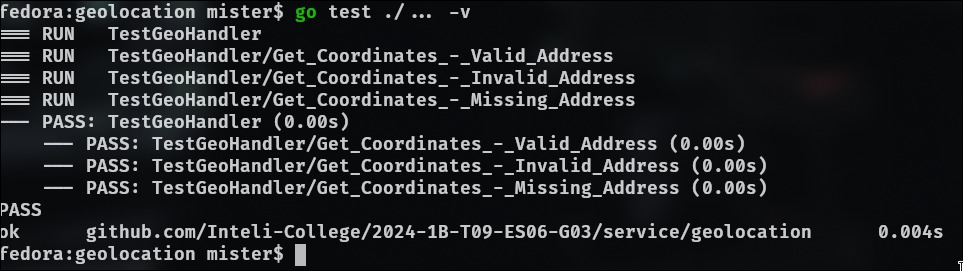 fedora:geolocation mister$ go test ./... -v
=== RUN   TestGeoHandler
=== RUN   TestGeoHandler/Get_Coordinates_-_Valid_Address
=== RUN   TestGeoHandler/Get_Coordinates_-_Invalid_Address
=== RUN   TestGeoHandler/Get_Coordinates_-_Missing_Address
--- PASS: TestGeoHandler (0.00s)
    --- PASS: TestGeoHandler/Get_Coordinates_-_Valid_Address (0.00s)
    --- PASS: TestGeoHandler/Get_Coordinates_-_Invalid_Address (0.00s)
    --- PASS: TestGeoHandler/Get_Coordinates_-_Missing_Address (0.00s)
PASS
ok      github.com/Inteli-College/2024-1B-T09-ES06-G03/service/geolocation      0.004s
fedora:geolocation mister$